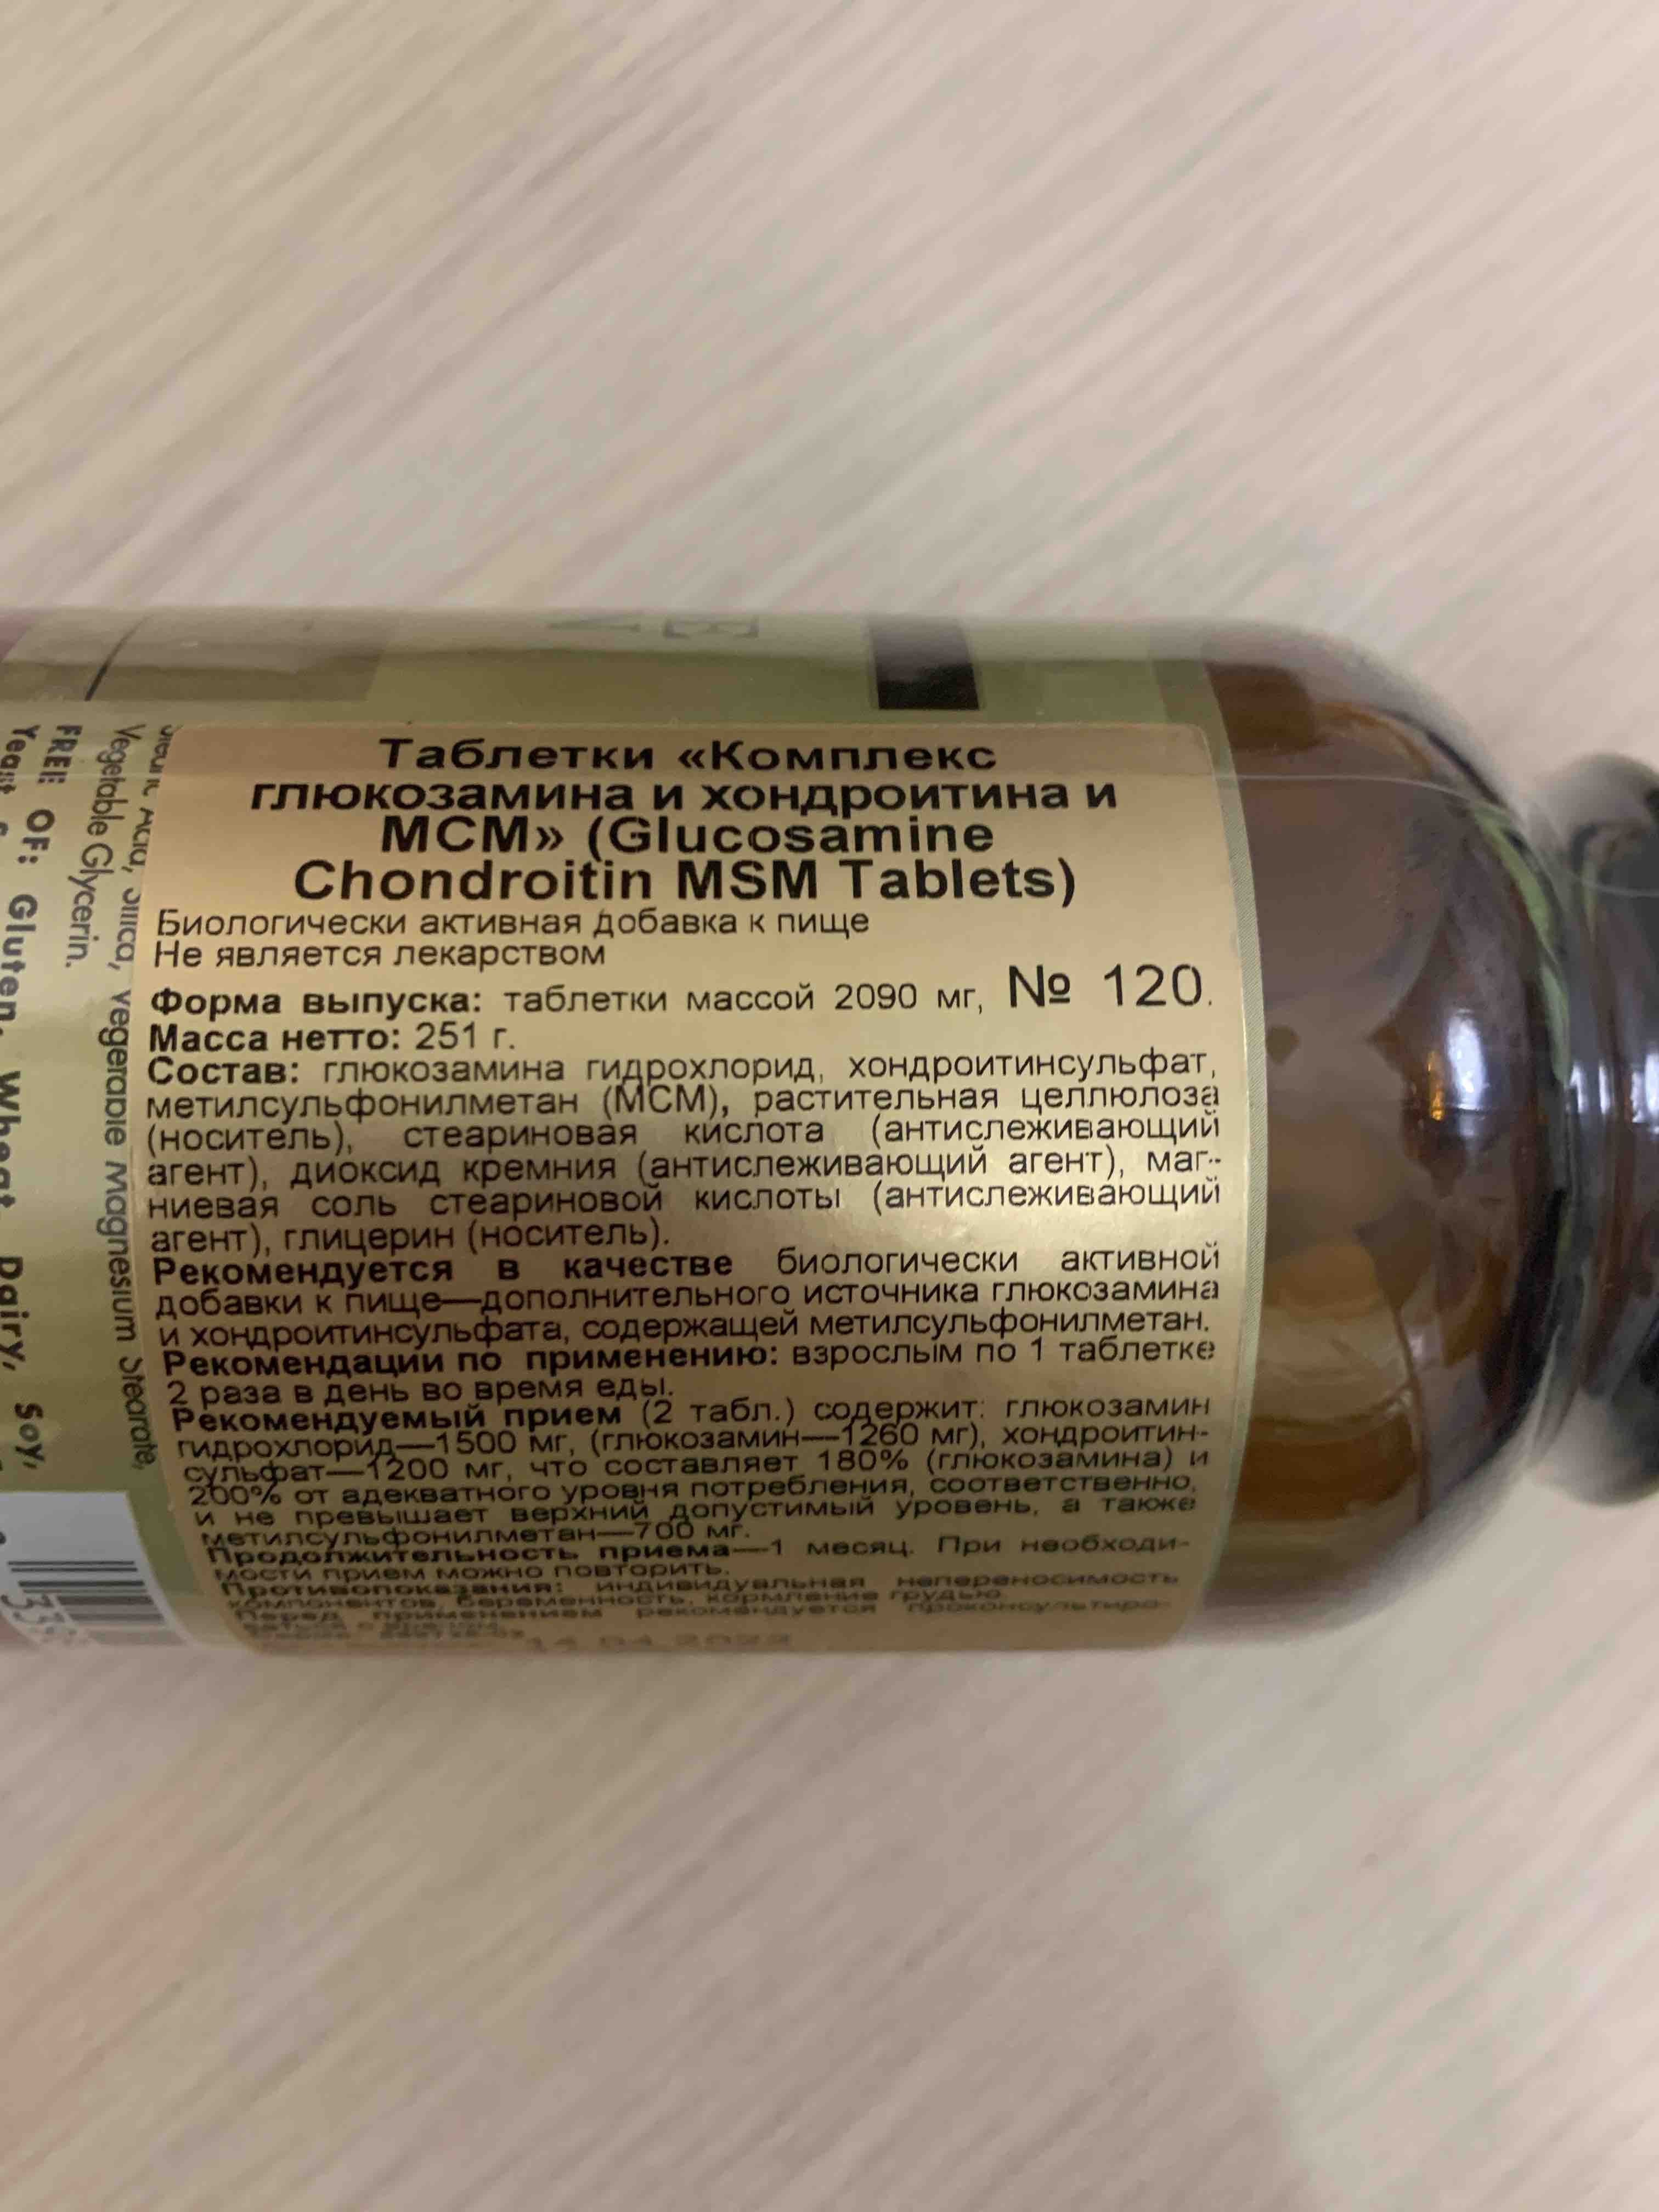 Таблетки «Комплекс
глюкозамина и хондроитина и
МСМ» (Glucosamine
Chondroitin MSM Tablets)
Биологически активная добавка к пище
Не является лекарством
Форма выпуска: таблетки массой 2090 мг, № 120.
Масса нетто: 251 г.
Состав: глюкозамина гидрохлорид, хондроитинсульфат,
метилсульфонилметан (МСМ), растительная целлюлоза
(носитель), стеариновая кислота (антислеживающий
агент), диоксид кремния (антислеживающий агент), маг-
ниевая соль стеариновой кислоты (антислеживающий
агент), глицерин (носитель).
Рекомендуется в качестве биологически активной
добавки к пище—дополнительного источника глюкозамина
и хондроитинсульфата, содержащей метилсульфонилметан.
Рекомендации по применению: взрослым по 1 таблетке
2 раза в день во время еды.
Рекомендуемый прием (2 табл.) содержит: глюкозамин
гидрохлорид—1500 мг, (глюкозамин—1260 мг), хондроитин-
сульфат—1200 мг, что составляет 180% (глюкозамина) и
200% от адекватного уровня потребления, соответственно,
и не превышает верхний допустимый уровень, а также
метилсульфонилметан—700 мг.
Продолжительность приема—1 месяц. При необходи-
мости прием можно повторить.
Противопоказания: индивидуальная непереносимость
компонентов, беременность, кормление грудью.
Перед применением рекомендуется проконсультиро-
ваться с врачом.
14.04.2022
Acid, Silica, Vegetable Magnesium Stearate,
Vegetable Glycerin.
FREE OF: Gluten, Wheat, Dairy, Soy,
Yeast